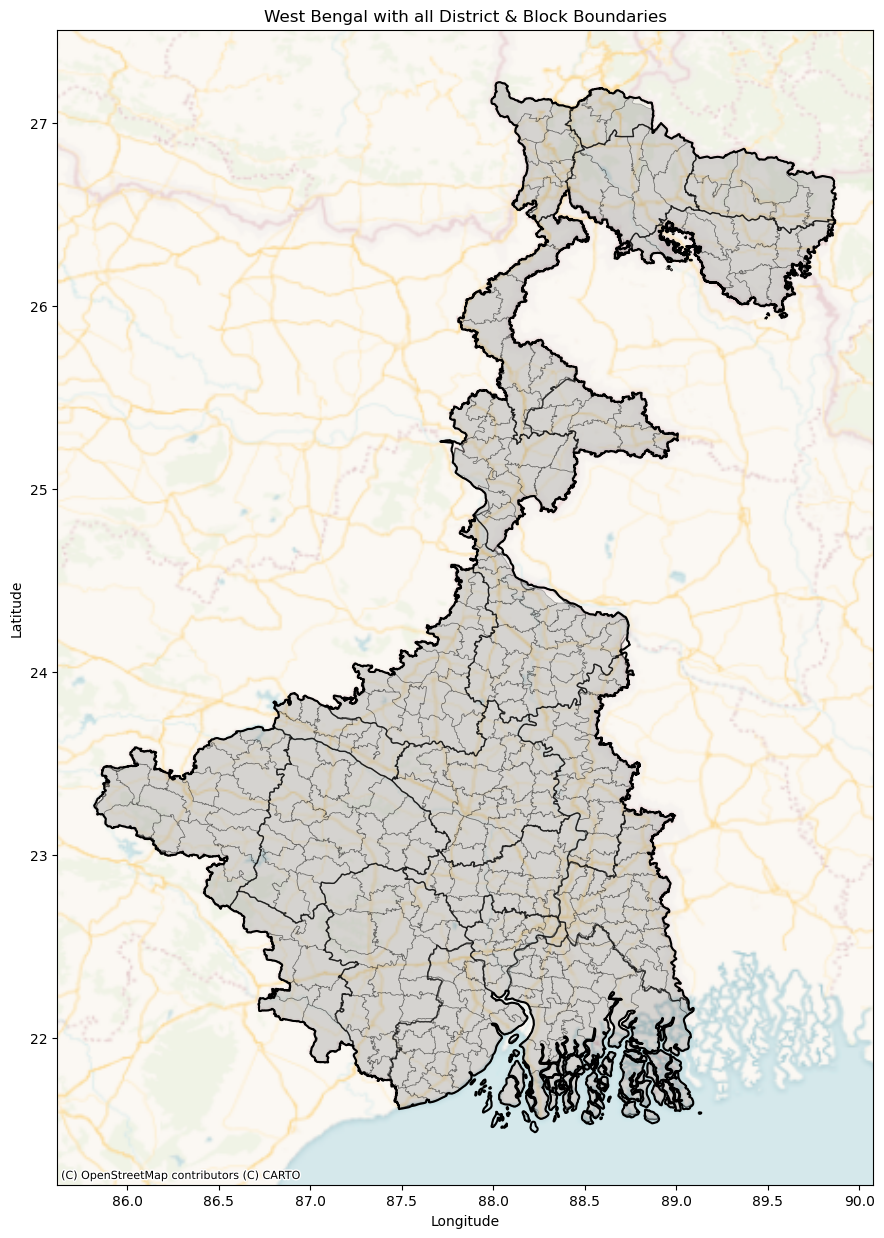 West Bengal with all District & Block Boundaries
27
26
25
24
23
22
Latitude
(C) OpenStreetMap contributors (C) CARTO
86.0 86.5 87.0 87.5 88.0 88.5 89.0 89.5 90.0
Longitude